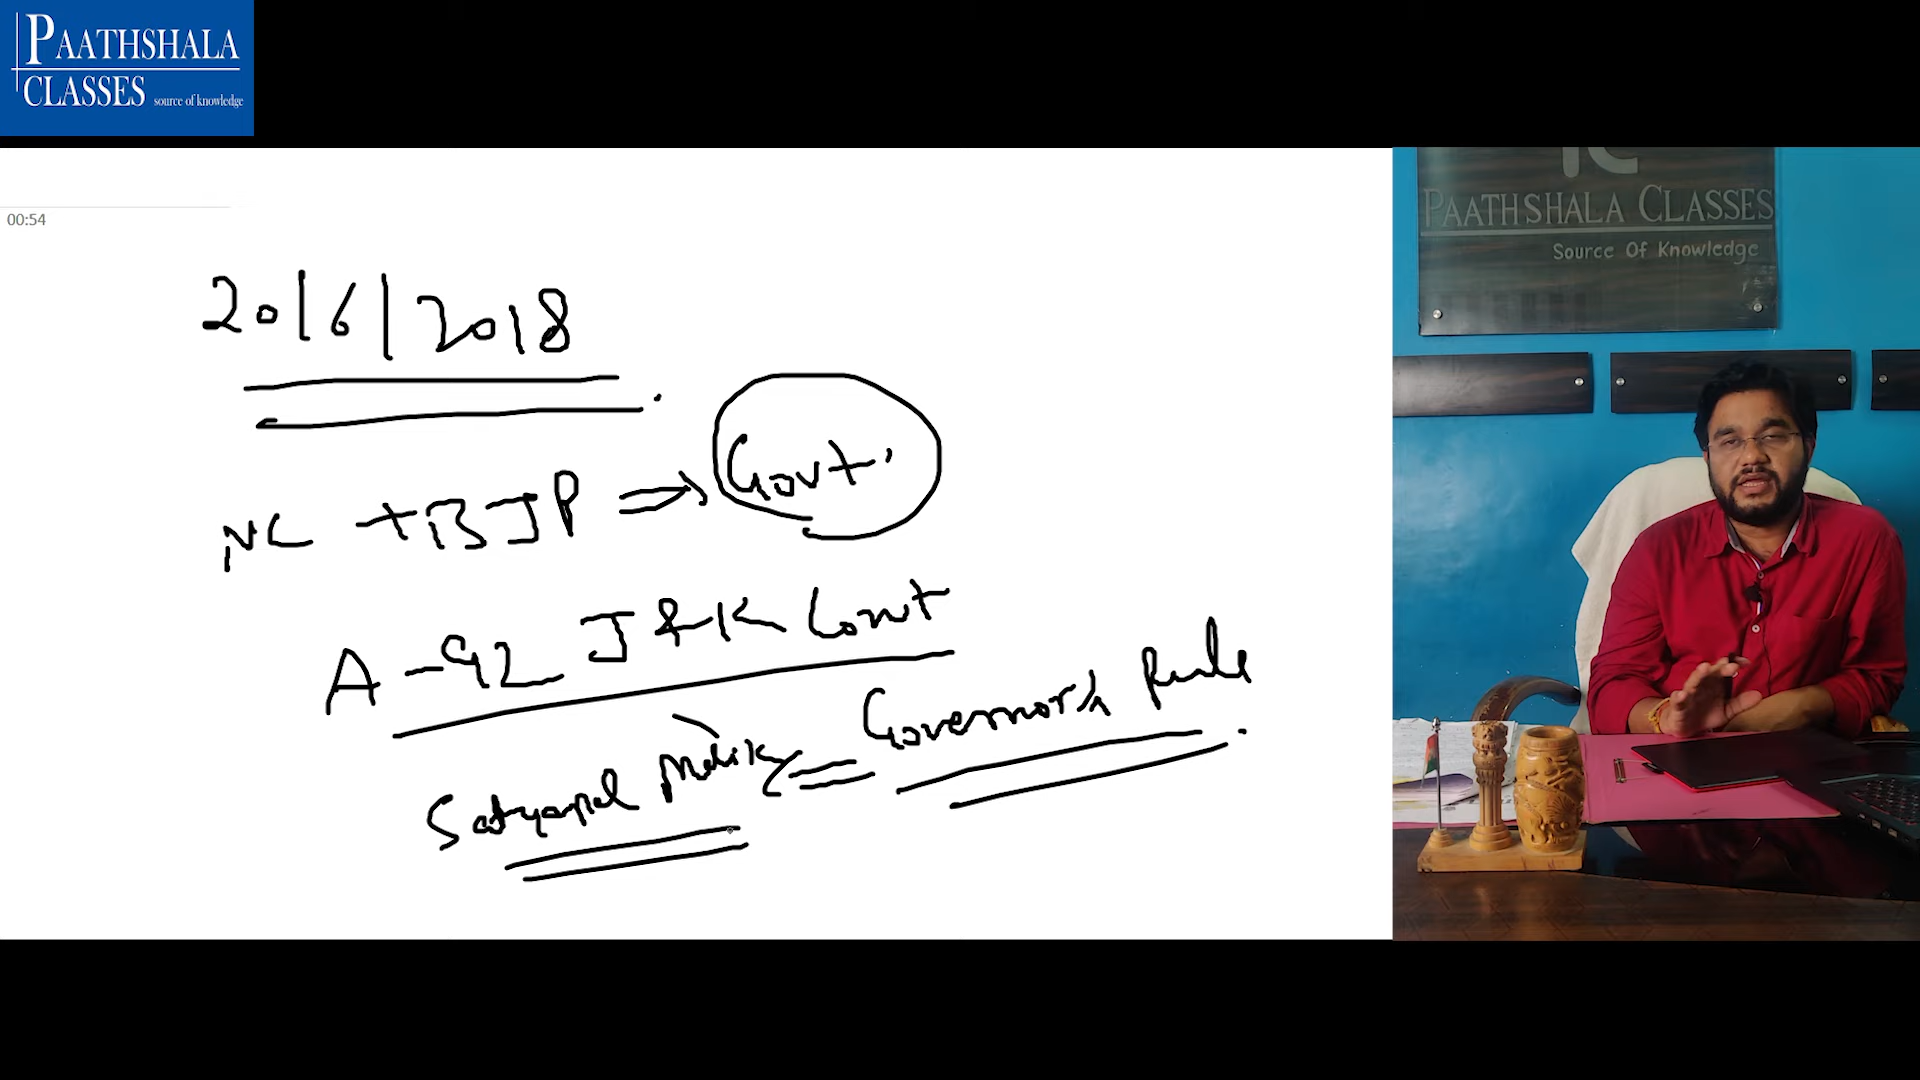 PAATHSHALA
CLASSES source of knowledge
00:54
PAATHSHALA CLASSES
Source Of Knowledge
20/6/2018
NC + BJP ⇒ Govt.
A-92 J&K Const
Satyapal Malik = Governor's Rule